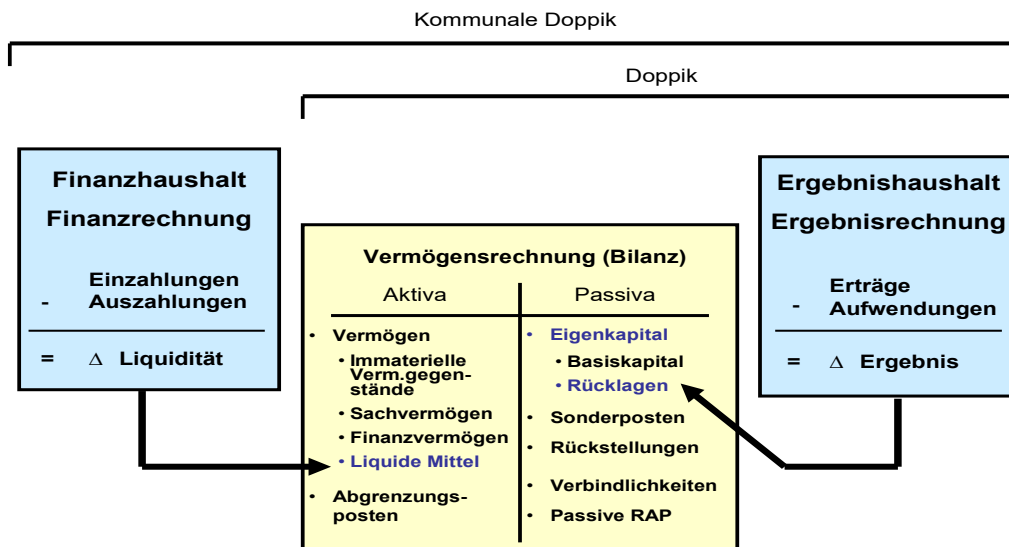 Kommunale Doppik
Doppik
Finanzhaushalt
Finanzrechnung
Einzahlungen
- Auszahlungen
= Δ Liquidität
Vermögensrechnung (Bilanz)
Aktiva
• Vermögen
• Immaterielle
Verm.gegen-
stände
• Sachvermögen
• Finanzvermögen
• Liquide Mittel
• Abgrenzungs-
posten
Passiva
• Eigenkapital
• Basiskapital
• Rücklagen
• Sonderposten
• Rückstellungen
• Verbindlichkeiten
• Passive RAP
Ergebnishaushalt
Ergebnisrechnung
Erträge
- Aufwendungen
= Δ Ergebnis